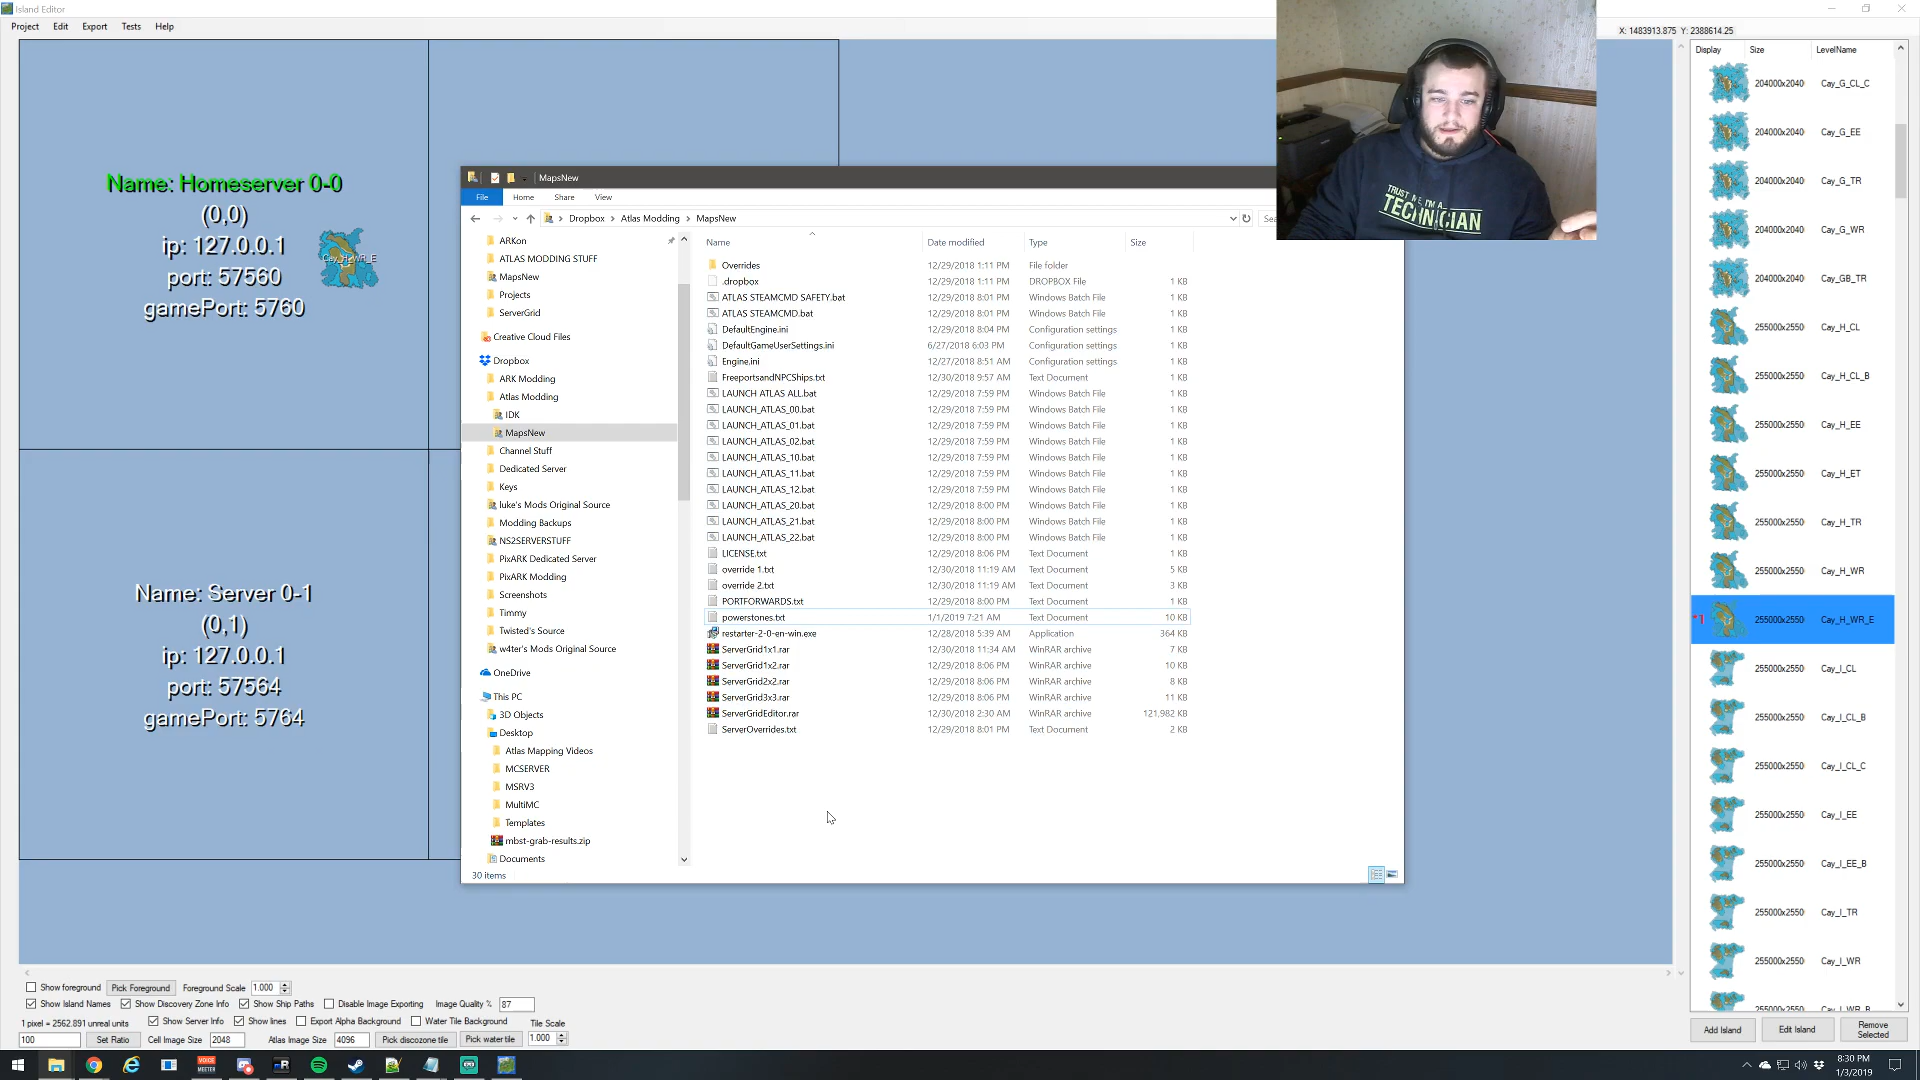 Island Editor
Project Edit Export Tests Help
X: 1483913.875 Y: 2388614.25
Name: Homeserver 0-0
(0,0)
ip: 127.0.0.1
port: 57560
gamePort: 5760
Cay_H_WR_E
Name: Server 0-1
(0,1)
ip: 127.0.0.1
port: 57564
gamePort: 5764
MapsNew
File Home Share View
Dropbox > Atlas Modding > MapsNew
Sea
ARKon
ATLAS MODDING STUFF
MapsNew
Projects
ServerGrid
Creative Cloud Files
Dropbox
ARK Modding
Atlas Modding
IDK
MapsNew
Channel Stuff
Dedicated Server
Keys
luke's Mods Original Source
Modding Backups
NS2SERVERSTUFF
PixARK Dedicated Server
PixARK Modding
Screenshots
Timmy
Twisted's Source
w4ter's Mods Original Source
OneDrive
This PC
3D Objects
Desktop
Atlas Mapping Videos
MCSERVER
MSRV3
MultiMC
Templates
mbst-grab-results.zip
Documents
30 items
Name Date modified Type Size
Overrides 12/29/2018 1:11 PM File folder
.dropbox 12/29/2018 1:11 PM DROPBOX File 1 KB
ATLAS STEAMCMD SAFETY.bat 12/29/2018 8:01 PM Windows Batch File 1 KB
ATLAS STEAMCMD.bat 12/29/2018 8:01 PM Windows Batch File 1 KB
DefaultEngine.ini 12/29/2018 8:04 PM Configuration settings 1 KB
DefaultGameUserSettings.ini 6/27/2018 6:03 PM Configuration settings 1 KB
Engine.ini 12/27/2018 8:51 AM Configuration settings 1 KB
FreeportsandNPCShips.txt 12/30/2018 9:57 AM Text Document 1 KB
LAUNCH ATLAS ALL.bat 12/29/2018 7:59 PM Windows Batch File 1 KB
LAUNCH_ATLAS_00.bat 12/29/2018 7:59 PM Windows Batch File 1 KB
LAUNCH_ATLAS_01.bat 12/29/2018 7:59 PM Windows Batch File 1 KB
LAUNCH_ATLAS_02.bat 12/29/2018 7:59 PM Windows Batch File 1 KB
LAUNCH_ATLAS_10.bat 12/29/2018 7:59 PM Windows Batch File 1 KB
LAUNCH_ATLAS_11.bat 12/29/2018 7:59 PM Windows Batch File 1 KB
LAUNCH_ATLAS_12.bat 12/29/2018 7:59 PM Windows Batch File 1 KB
LAUNCH_ATLAS_20.bat 12/29/2018 8:00 PM Windows Batch File 1 KB
LAUNCH_ATLAS_21.bat 12/29/2018 8:00 PM Windows Batch File 1 KB
LAUNCH_ATLAS_22.bat 12/29/2018 8:00 PM Windows Batch File 1 KB
LICENSE.txt 12/29/2018 8:06 PM Text Document 1 KB
override 1.txt 12/30/2018 11:19 AM Text Document 5 KB
override 2.txt 12/30/2018 11:19 AM Text Document 3 KB
PORTFORWARDS.txt 12/29/2018 8:00 PM Text Document 1 KB
powerstones.txt 1/1/2019 7:21 AM Text Document 10 KB
restarter-2-0-en-win.exe 12/28/2018 5:39 AM Application 364 KB
ServerGrid1x1.rar 12/30/2018 11:34 AM WinRAR archive 7 KB
ServerGrid1x2.rar 12/29/2018 8:06 PM WinRAR archive 10 KB
ServerGrid2x2.rar 12/29/2018 8:06 PM WinRAR archive 8 KB
ServerGrid3x3.rar 12/29/2018 8:06 PM WinRAR archive 11 KB
ServerGridEditor.rar 12/30/2018 2:30 AM WinRAR archive 121,982 KB
ServerOverrides.txt 12/29/2018 8:01 PM Text Document 2 KB
TRUST ME, I'M A
TECHNICIAN
Display Size LevelName
204000x2040 Cay_G_CL_C
204000x2040 Cay_G_EE
204000x2040 Cay_G_TR
204000x2040 Cay_G_WR
204000x2040 Cay_GB_TR
255000x2550 Cay_H_CL
255000x2550 Cay_H_CL_B
255000x2550 Cay_H_EE
255000x2550 Cay_H_ET
255000x2550 Cay_H_TR
255000x2550 Cay_H_WR
*1 255000x2550 Cay_H_WR_E
255000x2550 Cay_I_CL
255000x2550 Cay_I_CL_B
255000x2550 Cay_I_CL_C
255000x2550 Cay_I_EE
255000x2550 Cay_I_EE_B
255000x2550 Cay_I_TR
255000x2550 Cay_I_WR
255000x2550 Cay_I_WR_B
Add Island Edit Island Remove Selected
Show foreground Pick Foreground Foreground Scale 1.000
Show Island Names Show Discovery Zone Info Show Ship Paths Disable Image Exporting Image Quality % 87
1 pixel = 2562.891 unreal units Show Server Info Show lines Export Alpha Background Water Tile Background Tile Scale
100 Set Ratio Cell Image Size 2048 Atlas Image Size 4096 Pick discozone tile Pick water tile 1.000
VOICE
MEETER
8:30 PM
1/3/2019